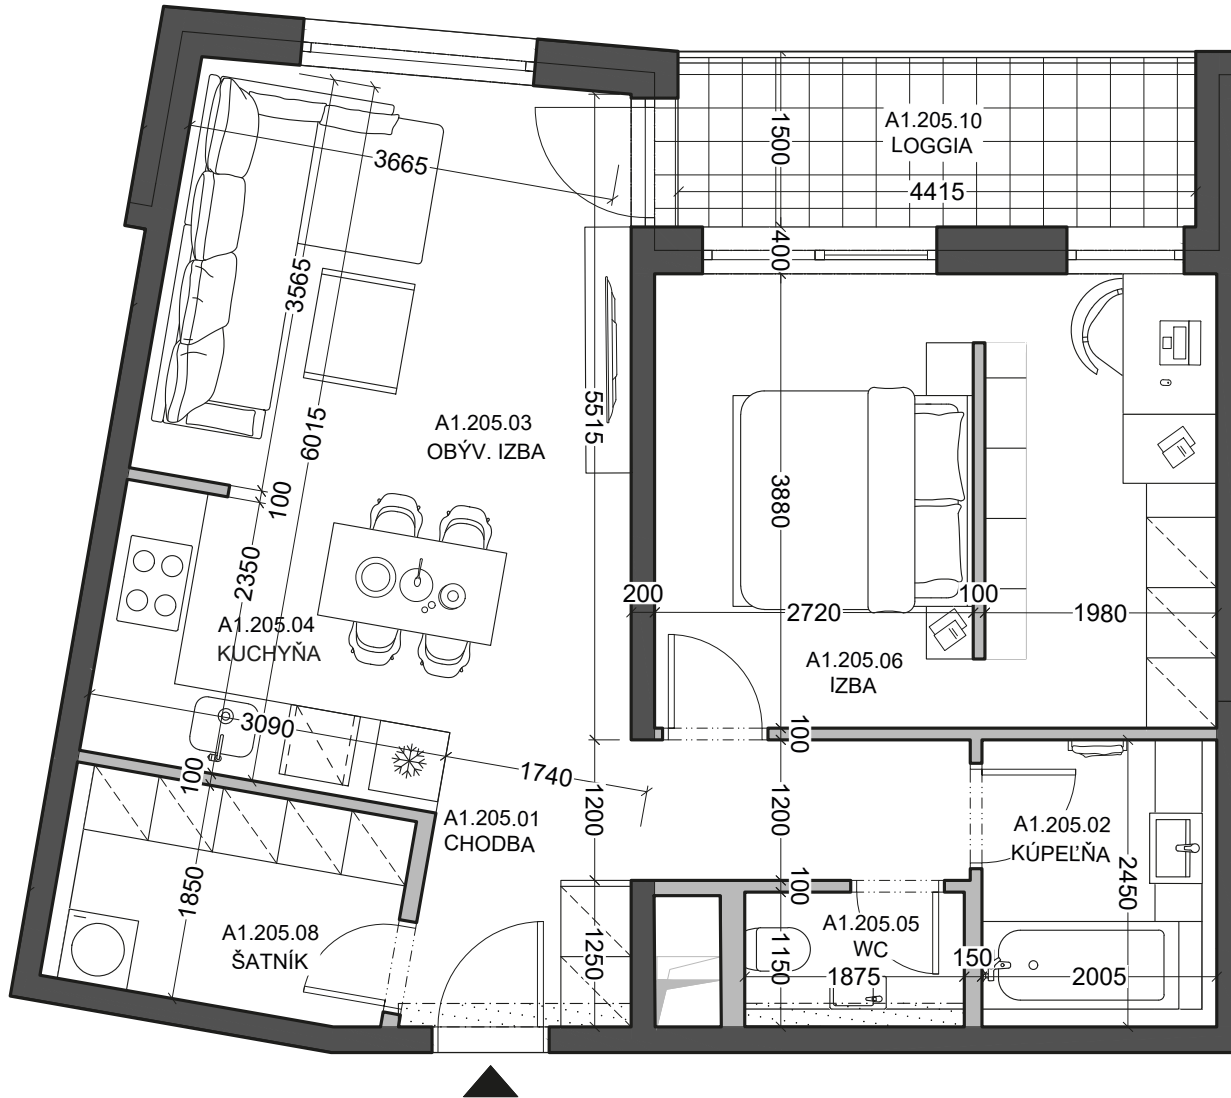 A1.205.10
LOGGIA
1500
4415
3665
400
3565
A1.205.03
OBÝV. IZBA
6015
5515
3880
100
2350
200
2720
100
1980
A1.205.04
KUCHYŇA
A1.205.06
IZBA
3090
100
1740
100
1200
1200
A1.205.01
CHODBA
A1.205.02
KÚPEĽŇA
2450
1850
100
A1.205.08
ŠATNÍK
A1.205.05
WC
1250
1150
1875
150
2005